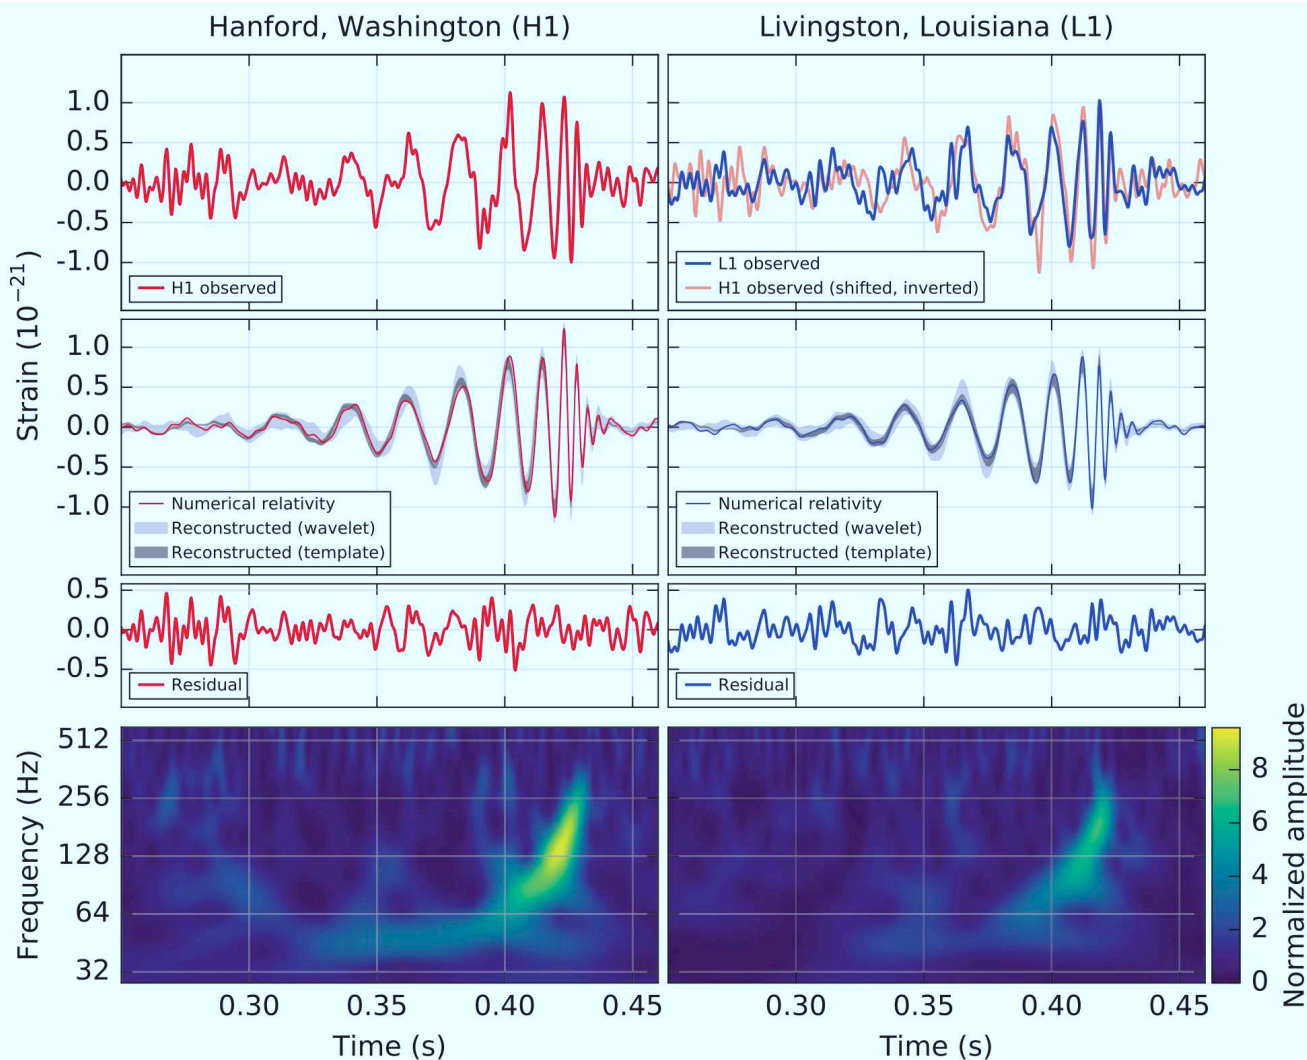 Hanford, Washington (H1)
Livingston, Louisiana (L1)
Strain (10⁻²¹)
1.0
0.5
0.0
-0.5
-1.0
H1 observed
L1 observed
H1 observed (shifted, inverted)
1.0
0.5
0.0
-0.5
-1.0
Numerical relativity
Reconstructed (wavelet)
Reconstructed (template)
Numerical relativity
Reconstructed (wavelet)
Reconstructed (template)
0.5
0.0
-0.5
Residual
Residual
Frequency (Hz)
512
256
128
64
32
Normalized amplitude
8
6
4
2
0
0.30 0.35 0.40 0.45
0.30 0.35 0.40 0.45
Time (s)
Time (s)